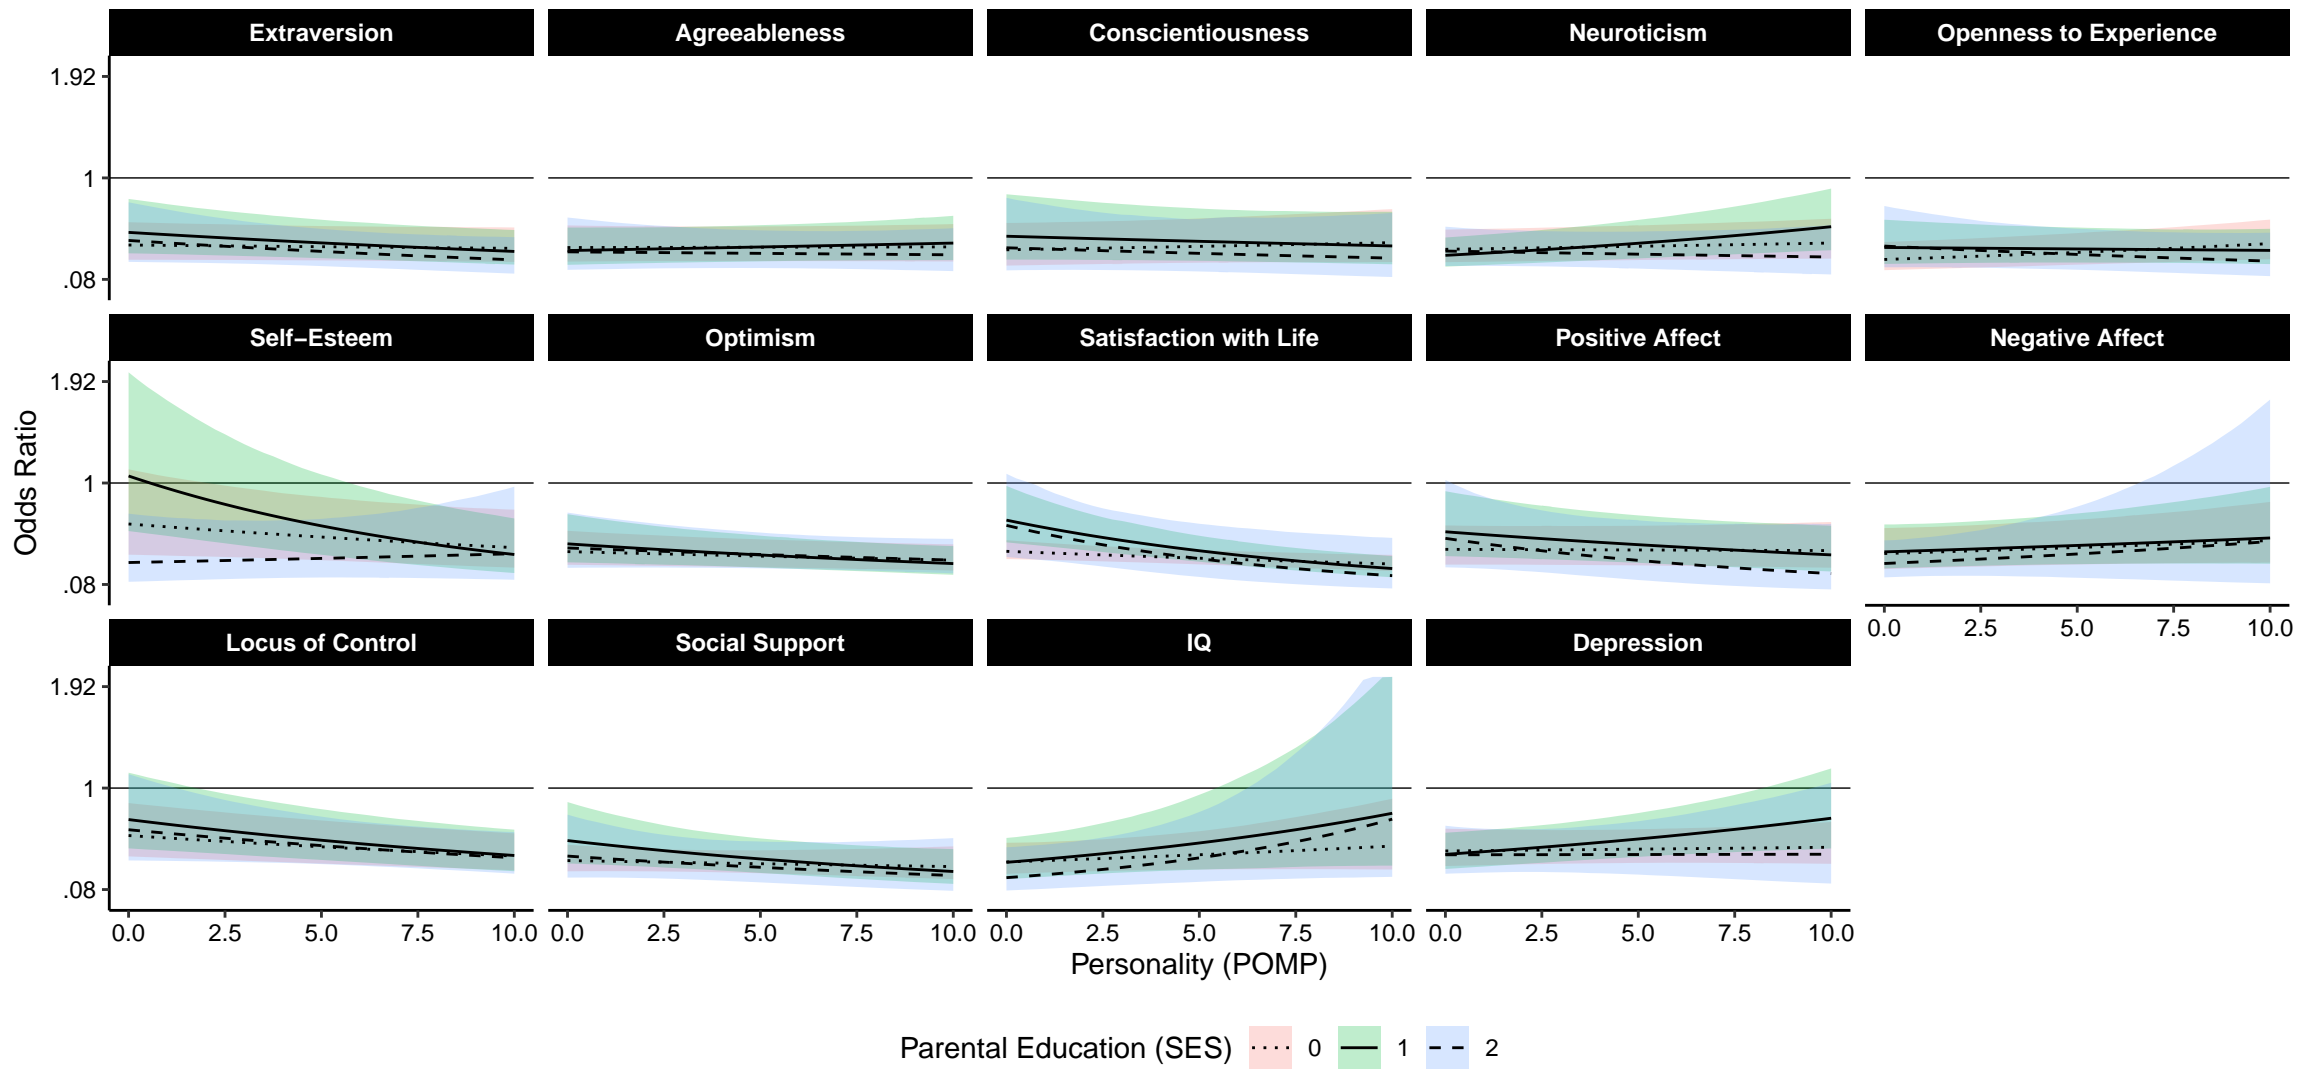 Extraversion
Agreeableness
Conscientiousness
Neuroticism
Openness to Experience
1.92
1
.08
Self−Esteem
Optimism
Satisfaction with Life
Positive Affect
Negative Affect
1.92
1
.08
0.0 2.5 5.0 7.5 10.0
Odds Ratio
Locus of Control
Social Support
IQ
Depression
1.92
1
.08
0.0 2.5 5.0 7.5 10.0
0.0 2.5 5.0 7.5 10.0
0.0 2.5 5.0 7.5 10.0
0.0 2.5 5.0 7.5 10.0
Personality (POMP)
Parental Education (SES) 0 1 2